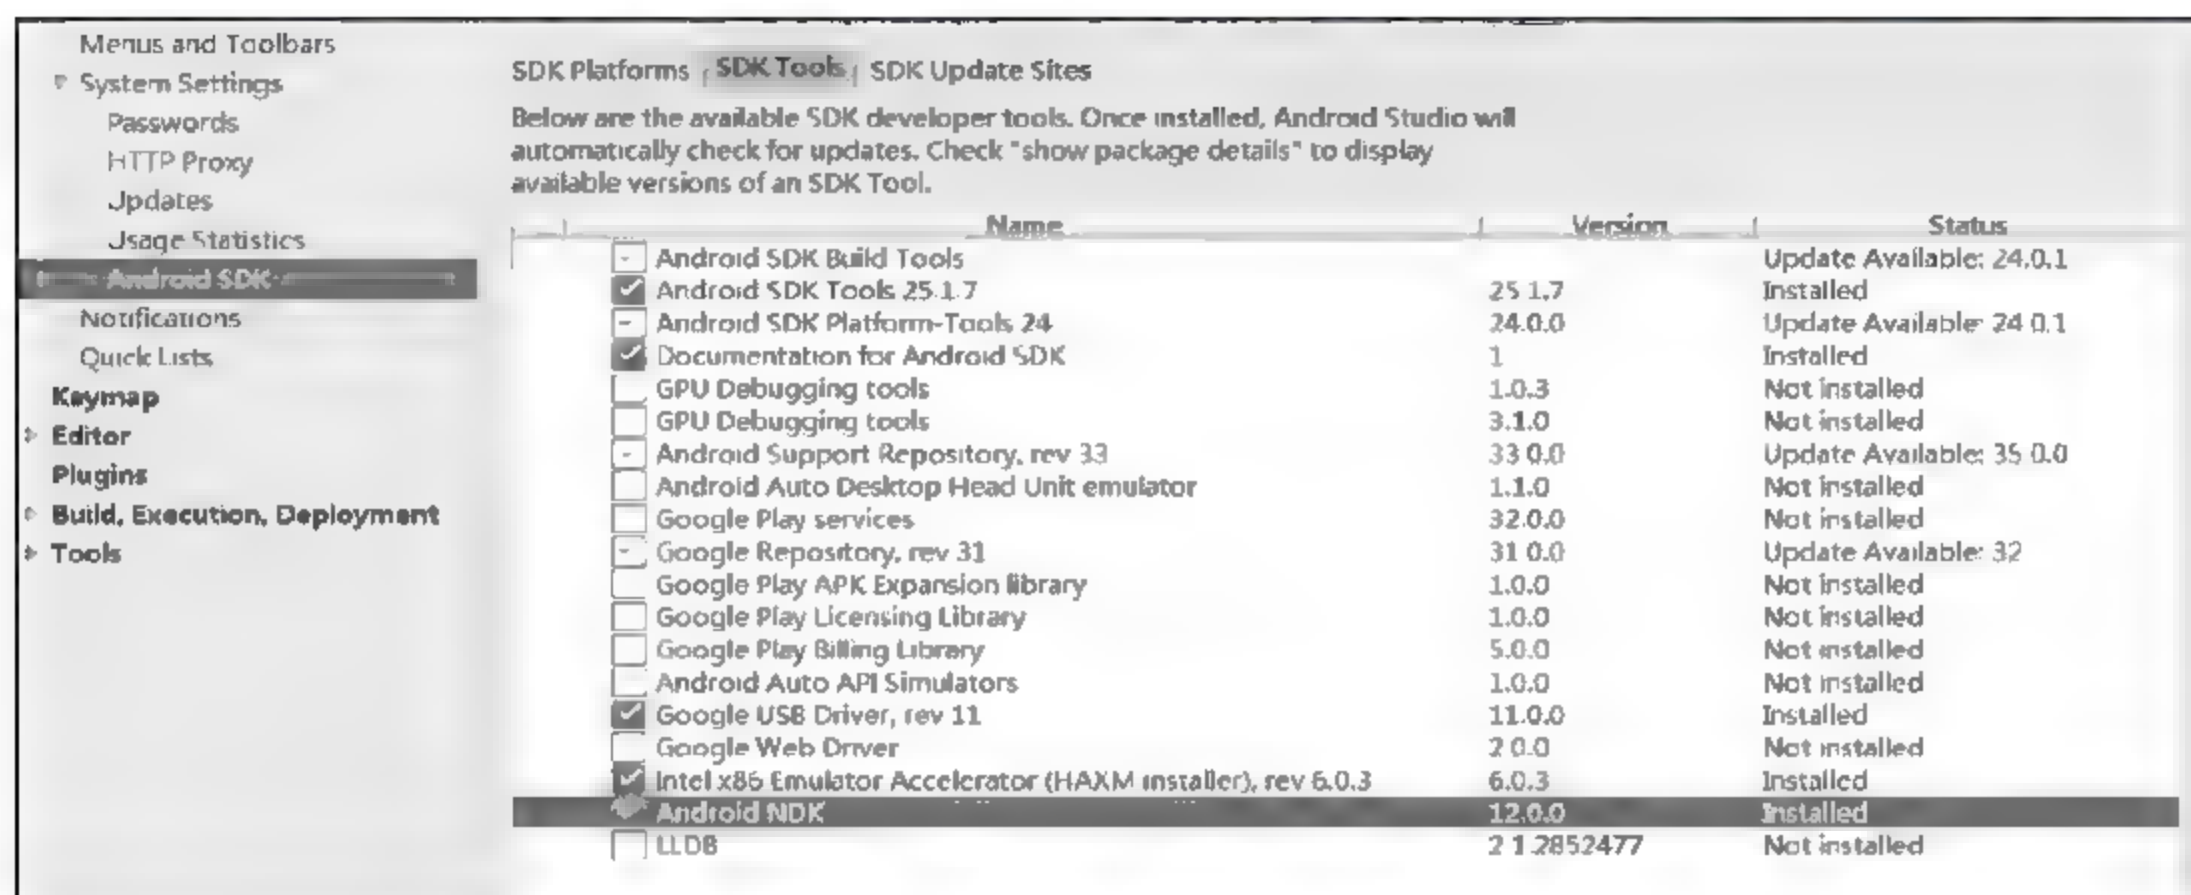 Menus and Toolbars
System Settings
Passwords
HTTP Proxy
Updates
Usage Statistics
Android SDK
Notifications
Quick Lists
Keymap
Editor
Plugins
Build, Execution, Deployment
Tools
SDK Platforms SDK Tools SDK Update Sites
Below are the available SDK developer tools. Once installed, Android Studio will
automatically check for updates. Check "show package details" to display
available versions of an SDK Tool.
Name Version Status
Android SDK Build Tools Update Available: 24.0.1
Android SDK Tools 25.1.7 25.1.7 Installed
Android SDK Platform-Tools 24 24.0.0 Update Available: 24.0.1
Documentation for Android SDK 1 Installed
GPU Debugging tools 1.0.3 Not installed
GPU Debugging tools 3.1.0 Not installed
Android Support Repository, rev 33 33.0.0 Update Available: 35.0.0
Android Auto Desktop Head Unit emulator 1.1.0 Not installed
Google Play services 32.0.0 Not installed
Google Repository, rev 31 31.0.0 Update Available: 32
Google Play APK Expansion library 1.0.0 Not installed
Google Play Licensing Library 1.0.0 Not installed
Google Play Billing Library 5.0.0 Not installed
Android Auto API Simulators 1.0.0 Not installed
Google USB Driver, rev 11 11.0.0 Installed
Google Web Driver 2.0.0 Not installed
Intel x86 Emulator Accelerator (HAXM installer), rev 6.0.3 6.0.3 Installed
Android NDK 12.0.0 Installed
LLDB 2.1.2852477 Not installed